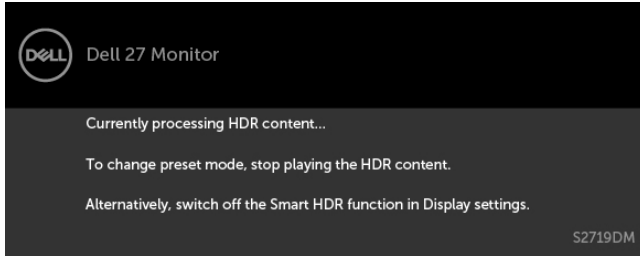 DELL Dell 27 Monitor
Currently processing HDR content...
To change preset mode, stop playing the HDR content.
Alternatively, switch off the Smart HDR function in Display settings.
S2719DM